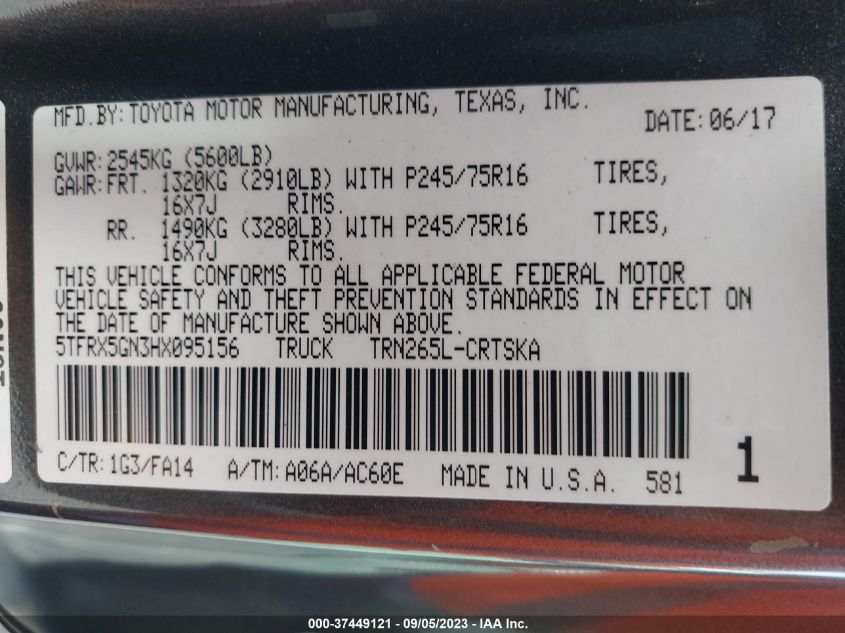 MFD.BY: TOYOTA MOTOR MANUFACTURING, TEXAS, INC.
DATE: 06/17
GVWR: 2545KG (5600LB)
GAWR: FRT. 1320KG (2910LB) WITH P245/75R16 TIRES,
16X7J RIMS.
RR. 1490KG (3280LB) WITH P245/75R16 TIRES,
16X7J RIMS.
THIS VEHICLE CONFORMS TO ALL APPLICABLE FEDERAL MOTOR
VEHICLE SAFETY AND THEFT PREVENTION STANDARDS IN EFFECT ON
THE DATE OF MANUFACTURE SHOWN ABOVE.
5TFRX5GN3HX095156 TRUCK TRN265L-CRTSKA
C/TR: 1G3/FA14 A/TM: A06A/AC60E MADE IN U.S.A. 581
1
000-37449121 - 09/05/2023 - IAA Inc.